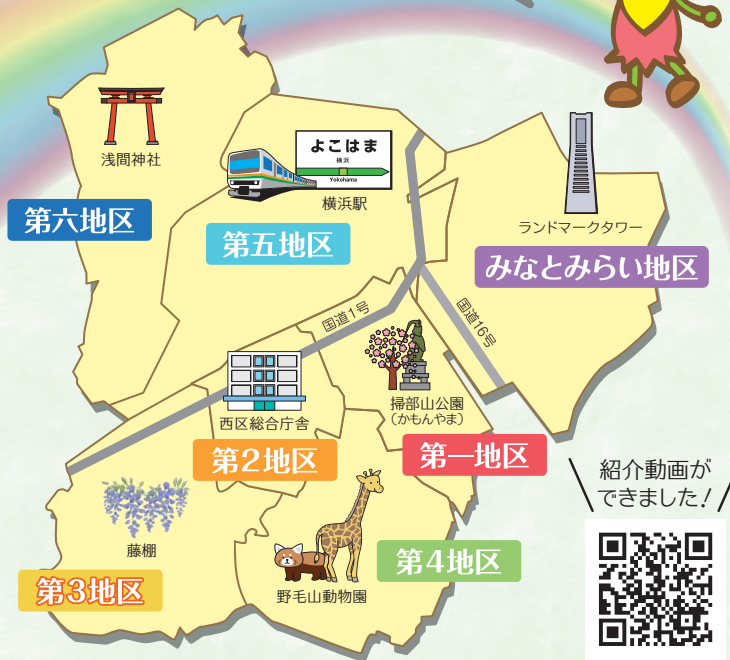 浅間神社
よこはま
横浜
Yokohama
横浜駅
ランドマークタワー
第六地区
第五地区
みなとみらい地区
国道1号
国道16号
西区総合庁舎
掃部山公園
（かもんやま）
第2地区
第一地区
紹介動画が
できました！
藤棚
第4地区
第3地区
野毛山動物園